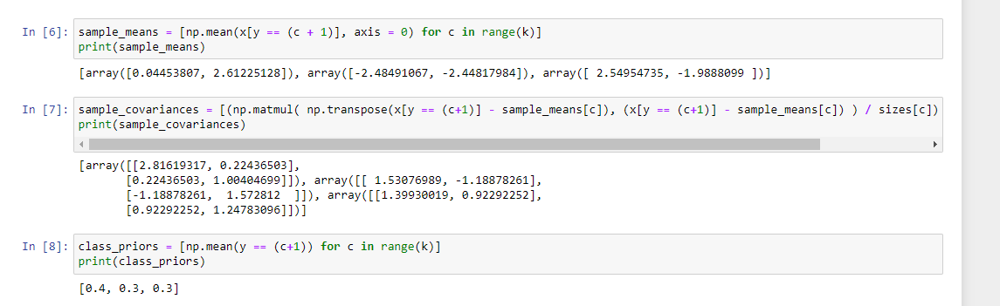 In [6]: sample_means = [np.mean(x[y == (c + 1)], axis = 0) for c in range(k)]
print(sample_means)
[array([0.04453807, 2.61225128]), array([-2.48491067, -2.44817984]), array([ 2.54954735, -1.9888099 ])]
In [7]: sample_covariances = [(np.matmul( np.transpose(x[y == (c+1)] - sample_means[c]), (x[y == (c+1)] - sample_means[c]) ) / sizes[c])
print(sample_covariances)
[array([[2.81619317, 0.22436503],
[0.22436503, 1.00404699]]), array([[ 1.53076989, -1.18878261],
[-1.18878261,  1.572812  ]]), array([[1.39930019, 0.92292252],
[0.92292252, 1.24783096]])]
In [8]: class_priors = [np.mean(y == (c+1)) for c in range(k)]
print(class_priors)
[0.4, 0.3, 0.3]